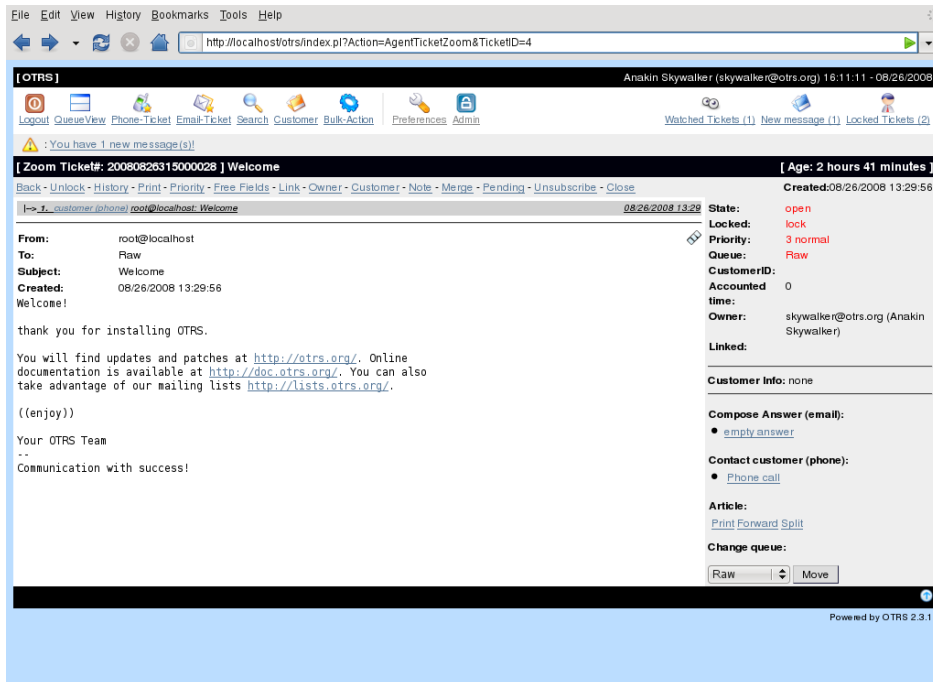 File Edit View History Bookmarks Tools Help
http://localhost/otrs/index.pl?Action=AgentTicketZoom&TicketID=4
[ OTRS ] Anakin Skywalker (skywalker@otrs.org) 16:11:11 - 08/26/2008
Logout QueueView Phone-Ticket Email-Ticket Search Customer Bulk-Action Preferences Admin Watched Tickets (1) New message (1) Locked Tickets (2)
: You have 1 new message(s)!
[ Zoom Ticket#: 20080826315000028 ] Welcome [ Age: 2 hours 41 minutes ]
Back - Unlock - History - Print - Priority - Free Fields - Link - Owner - Customer - Note - Merge - Pending - Unsubscribe - Close Created:08/26/2008 13:29:56
|--> 1. customer (phone) root@localhost: Welcome 08/26/2008 13:29
From: root@localhost
To: Raw
Subject: Welcome
Created: 08/26/2008 13:29:56
Welcome!
thank you for installing OTRS.
You will find updates and patches at http://otrs.org/. Online
documentation is available at http://doc.otrs.org/. You can also
take advantage of our mailing lists http://lists.otrs.org/.
((enjoy))
Your OTRS Team
--
Communication with success!
State: open
Locked: lock
Priority: 3 normal
Queue: Raw
CustomerID:
Accounted 0
time:
Owner: skywalker@otrs.org (Anakin
Skywalker)
Linked:
Customer Info: none
Compose Answer (email):
empty answer
Contact customer (phone):
Phone call
Article:
Print Forward Split
Change queue:
Raw Move
Powered by OTRS 2.3.1